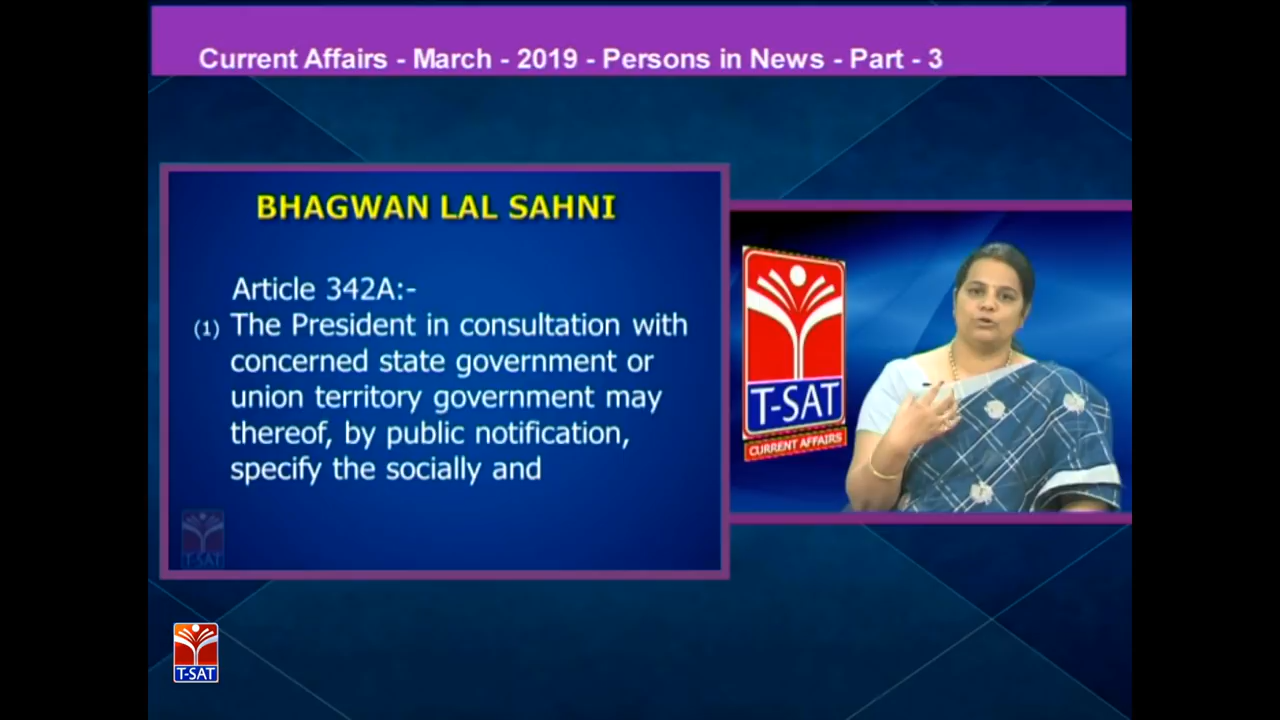 Current Affairs - March - 2019 - Persons in News - Part - 3
BHAGWAN LAL SAHNI
Article 342A:-
(1) The President in consultation with
concerned state government or
union territory government may
thereof, by public notification,
specify the socially and
T-SAT
T-SAT
CURRENT AFFAIRS
T-SAT